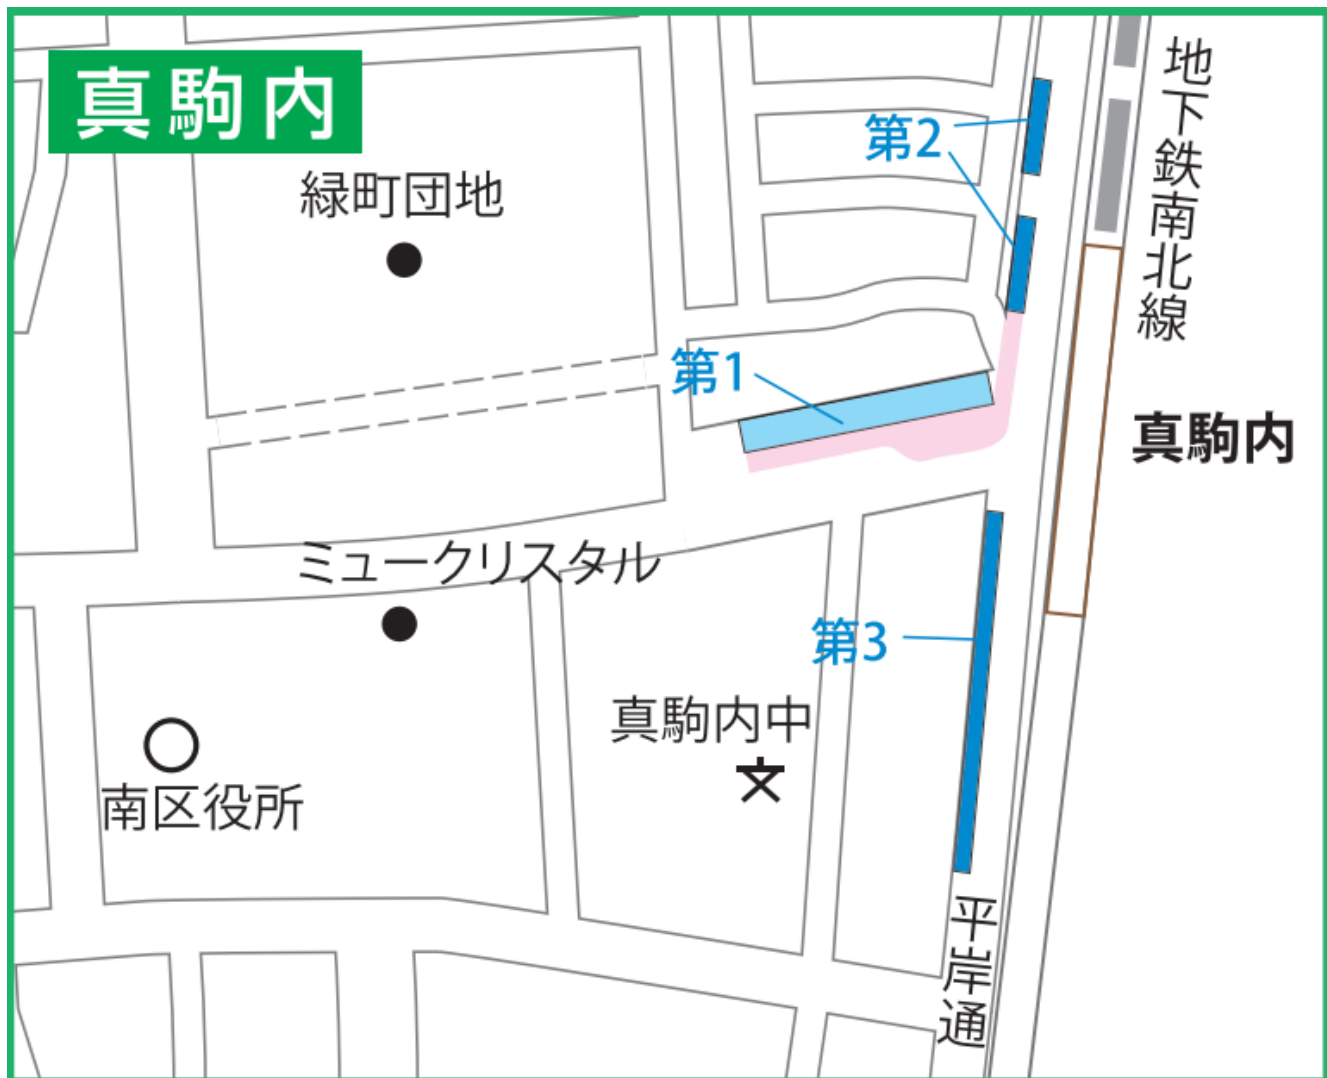 真駒内
地下鉄南北線
第2
緑町団地
第1
真駒内
ミュークリスタル
第3
真駒内中
南区役所
平岸通